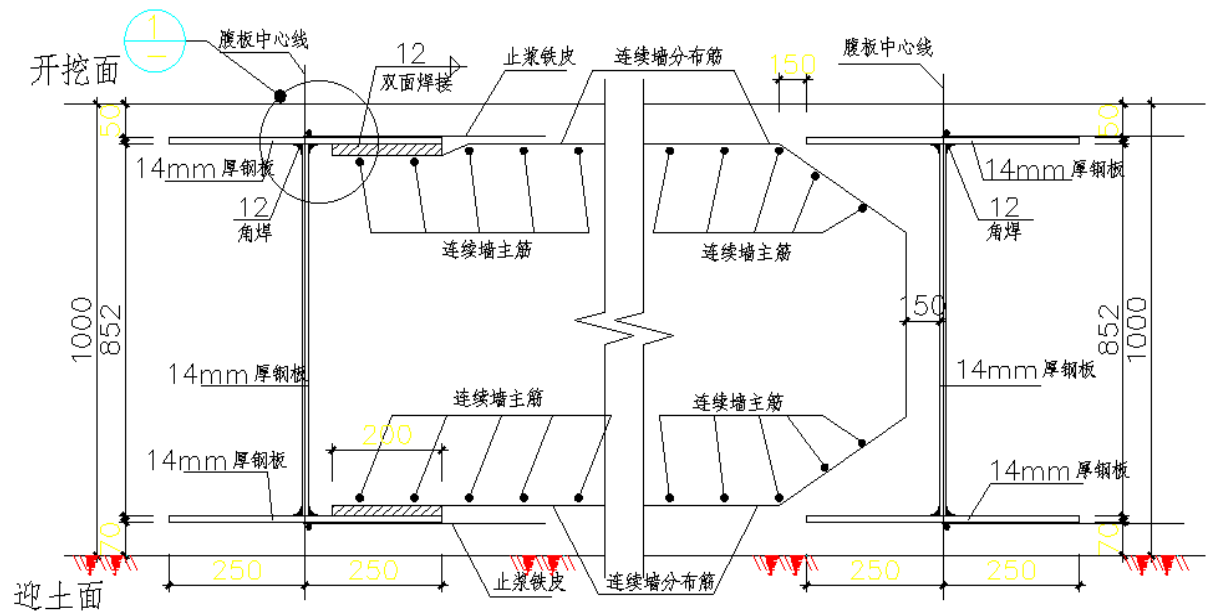 1
腹板中心线
12
双面焊接
止浆铁皮
连续墙分布筋
150
腹板中心线
开挖面
50
50
14mm厚钢板
14mm厚钢板
12
角焊
12
角焊
连续墙主筋
连续墙主筋
1000
852
150
852
1000
14mm厚钢板
14mm厚钢板
连续墙主筋
连续墙主筋
200
14mm厚钢板
14mm厚钢板
70
70
250
250
止浆铁皮
连续墙分布筋
250
250
迎土面